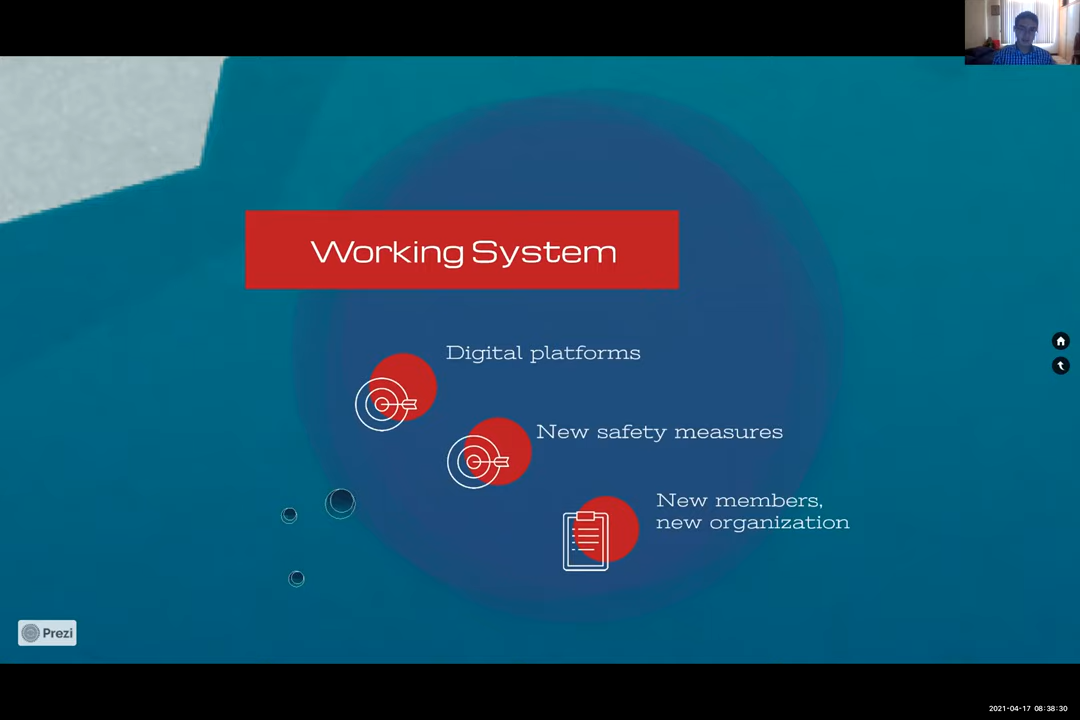 Working System
Digital platforms
New safety measures
New members,
new organization
Prezi
2021-04-17 08:38:30